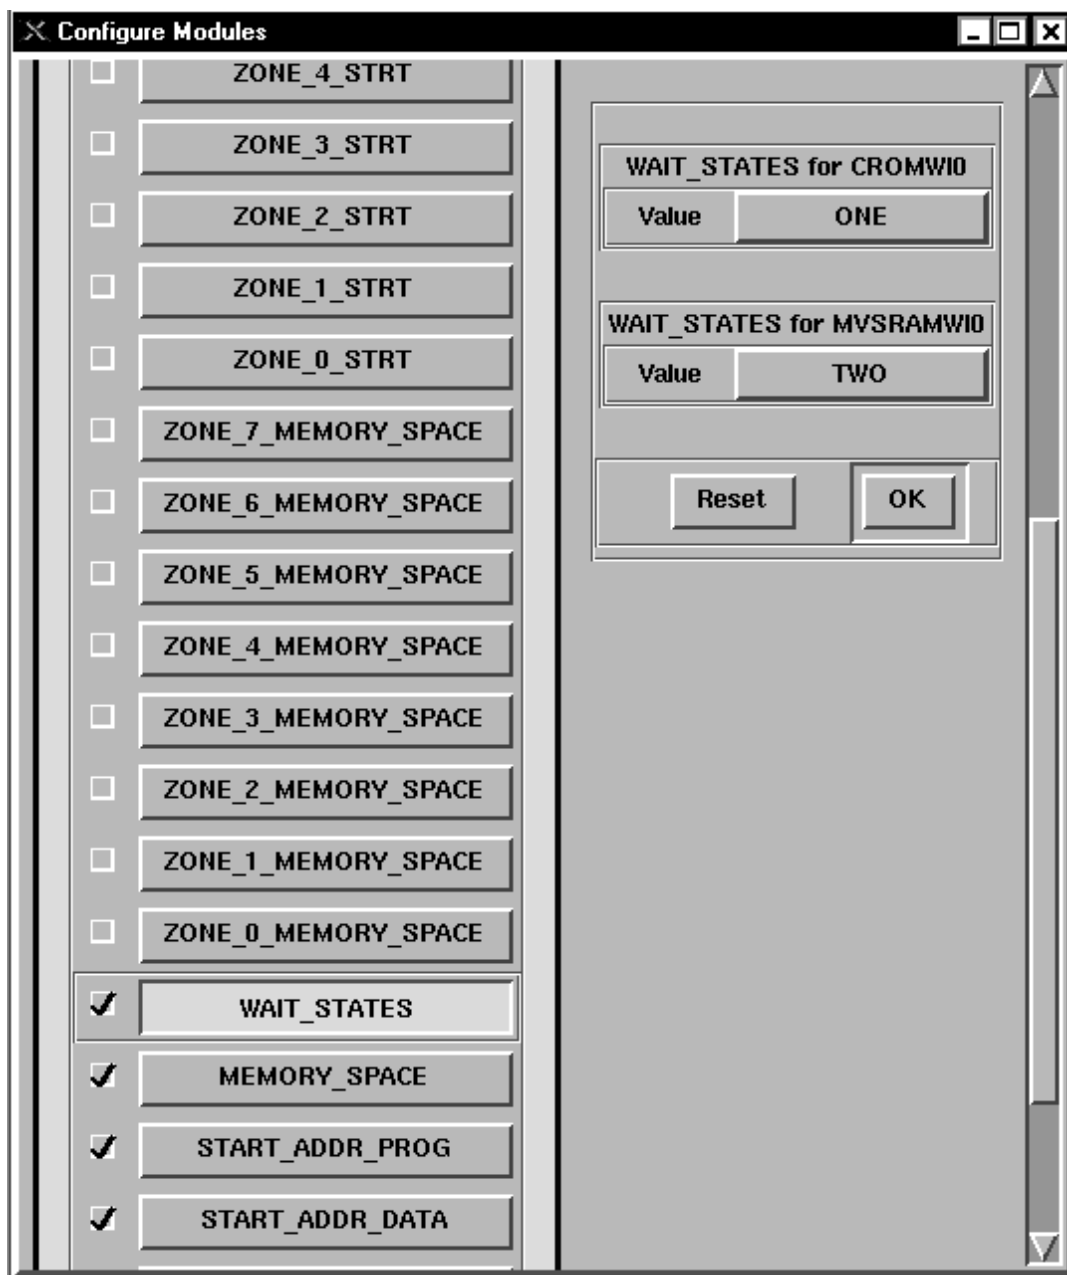 Configure Modules
ZONE_4_STRT
ZONE_3_STRT
ZONE_2_STRT
ZONE_1_STRT
ZONE_0_STRT
ZONE_7_MEMORY_SPACE
ZONE_6_MEMORY_SPACE
ZONE_5_MEMORY_SPACE
ZONE_4_MEMORY_SPACE
ZONE_3_MEMORY_SPACE
ZONE_2_MEMORY_SPACE
ZONE_1_MEMORY_SPACE
ZONE_0_MEMORY_SPACE
WAIT_STATES
MEMORY_SPACE
START_ADDR_PROG
START_ADDR_DATA
WAIT_STATES for CROMWI0
Value ONE
WAIT_STATES for MVSRAMWI0
Value TWO
Reset OK